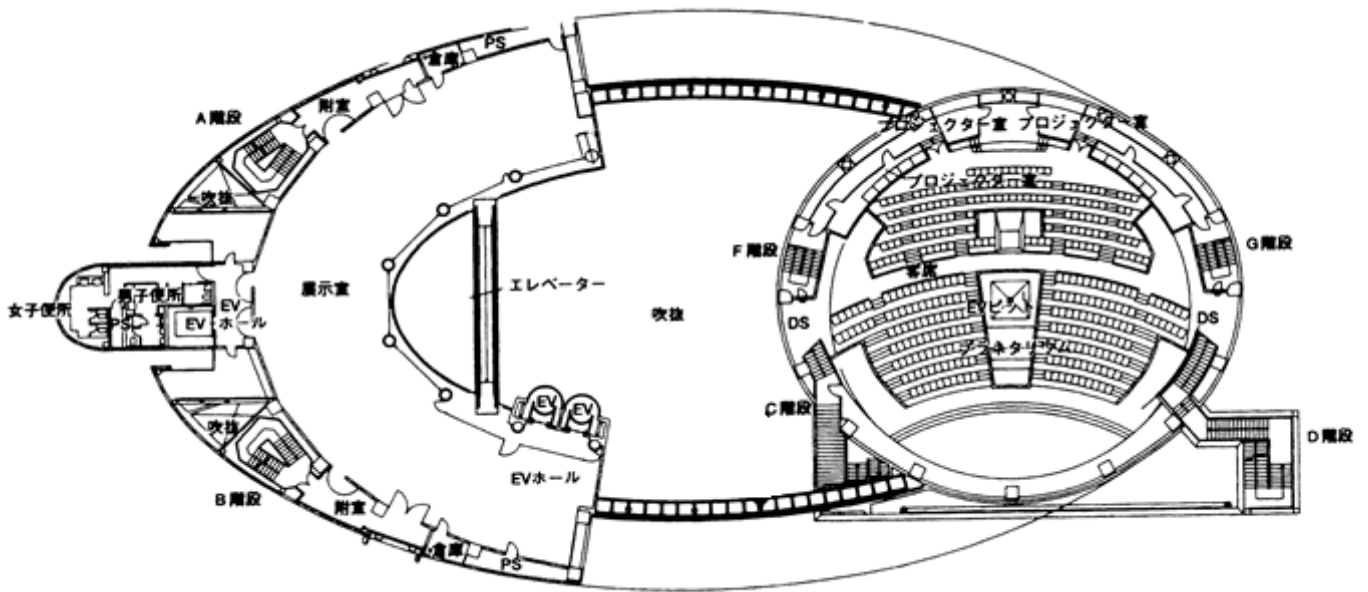 PS
倉庫
附室
A階段
吹抜
プロジェクター室
プロジェクター室
プロジェクター室
F階段
G階段
客席
展示室
エレベーター
吹抜
女子便所
男子便所
PS
EV
EV
ホール
DS
EVピット
DS
プラネタリウム
EV
EV
C階段
D階段
吹抜
EVホール
B階段
附室
倉庫
PS